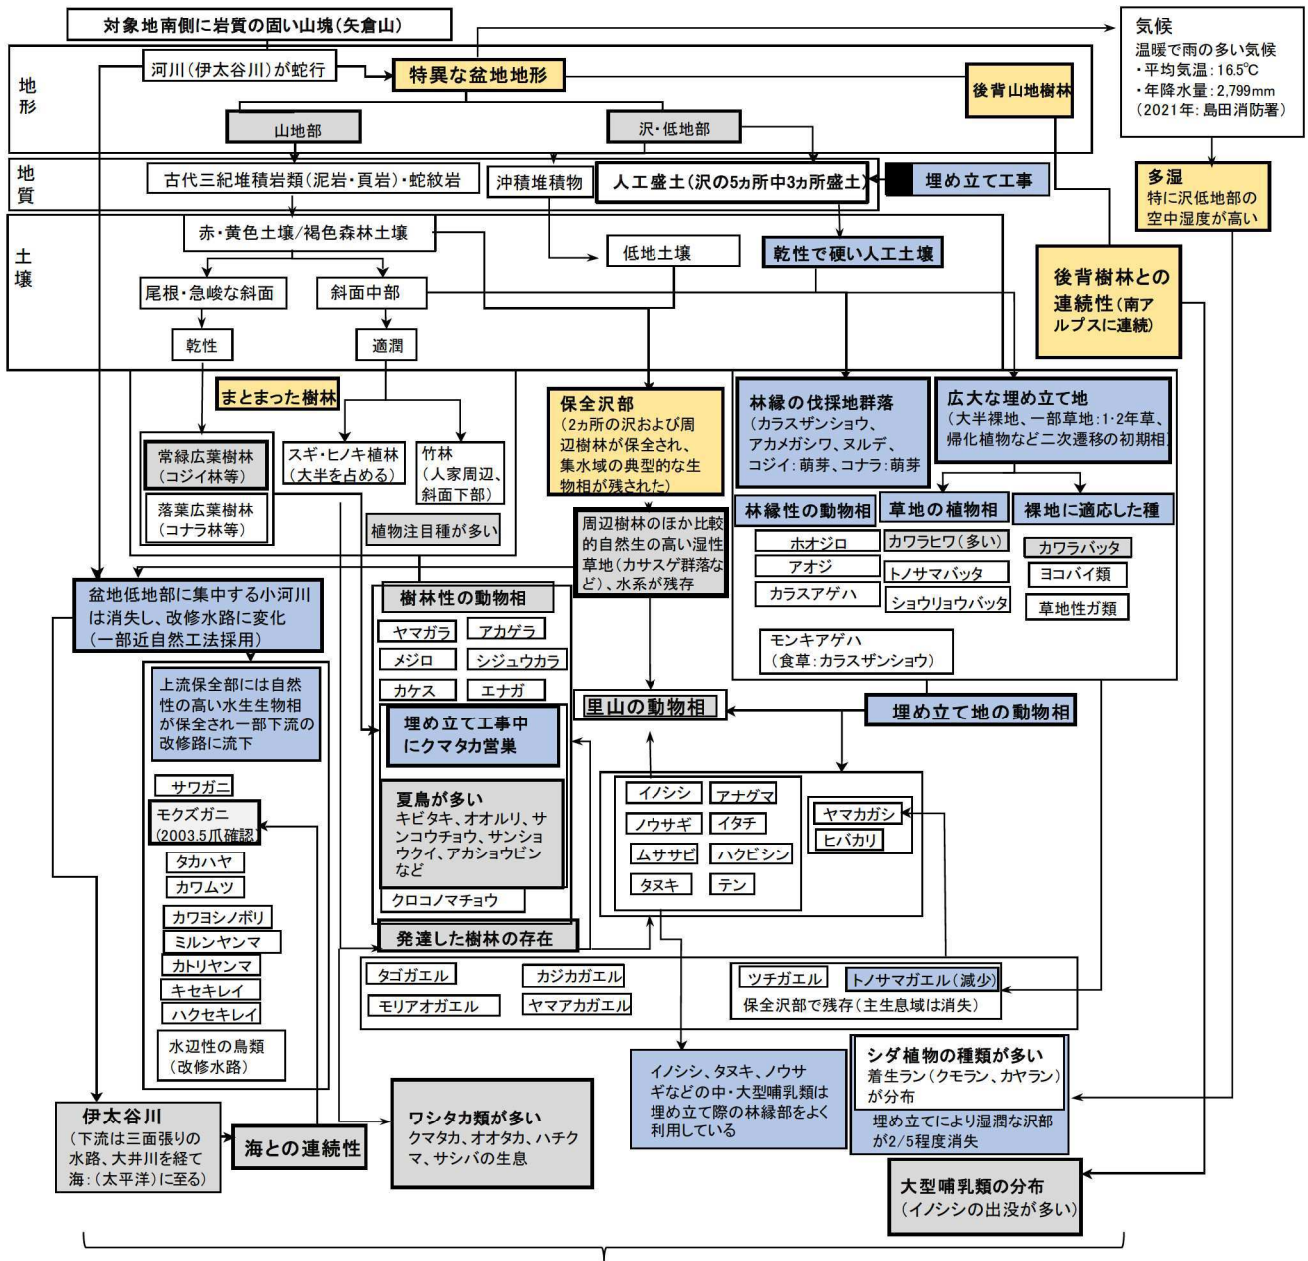 対象地南側に岩質の固い山塊(矢倉山)
気候
温暖で雨の多い気候
・平均気温:16.5℃
・年降水量:2,799mm
(2021年:島田消防署)
地形
河川(伊太谷川)が蛇行
特異な盆地地形
後背山地樹林
山地部
沢・低地部
地質
古代三紀堆積岩類(泥岩・頁岩)・蛇紋岩
沖積堆積物
人工盛土(沢の5ヵ所中3ヵ所盛土)
埋め立て工事
多湿
特に沢低地部の
空中湿度が高い
土壌
赤・黄色土壌/褐色森林土壌
低地土壌
乾性で硬い人工土壌
後背樹林との
連続性(南ア
ルプスに連続)
尾根・急峻な斜面
斜面中部
乾性
適潤
まとまった樹林
常緑広葉樹林
(コジイ林等)
落葉広葉樹林
(コナラ林等)
スギ・ヒノキ植林
(大半を占める)
竹林
(人家周辺、
斜面下部)
植物注目種が多い
保全沢部
(2ヵ所の沢および周
辺樹林が保全され、
集水域の典型的な生
物相が残された)
林縁の伐採地群落
(カラスザンショウ、
アカメガシワ、ヌルデ、
コジイ:萌芽、コナラ:萌芽)
広大な埋め立て地
(大半裸地、一部草地:1・2年草、
帰化植物など二次遷移の初期相)
周辺樹林のほか比較
的自然生の高い湿性
草地(カサスゲ群落な
ど)、水系が残存
林縁性の動物相
ホオジロ
アオジ
カラスアゲハ
草地の植物相
カワラヒワ(多い)
トノサマバッタ
ショウリョウバッタ
裸地に適応した種
カワラバッタ
ヨコバイ類
草地性ガ類
モンキアゲハ
(食草:カラスザンショウ)
盆地低地部に集中する小河川
は消失し、改修水路に変化
(一部近自然工法採用)
樹林性の動物相
ヤマガラ
アカゲラ
メジロ
シジュウカラ
カケス
エナガ
里山の動物相
埋め立て地の動物相
上流保全部には自然
性の高い水生生物相
が保全され一部下流の
改修路に流下
埋め立て工事中
にクマタカ営巣
夏鳥が多い
キビタキ、オオルリ、サ
ンコウチョウ、サンショ
ウクイ、アカショウビン
など
クロコノマチョウ
発達した樹林の存在
サワガニ
モクズガニ
(2003.5爪確認)
タカハヤ
カワムツ
カワヨシノボリ
ミルンヤンマ
カトリヤンマ
キセキレイ
ハクセキレイ
水辺性の鳥類
(改修水路)
イノシシ
アナグマ
ノウサギ
イタチ
ムササビ
ハクビシン
タヌキ
テン
ヤマカガシ
ヒバカリ
タゴガエル
カジカガエル
モリアオガエル
ヤマアカガエル
ツチガエル
トノサマガエル(減少)
保全沢部で残存(主生息域は消失)
イノシシ、タヌキ、ノウサ
ギなどの中・大型哺乳類は
埋め立て際の林縁部をよく
利用している
シダ植物の種類が多い
着生ラン(クモラン、カヤラン)
が分布
埋め立てにより湿潤な沢部
が2/5程度消失
伊太谷川
(下流は三面張りの
水路、大井川を経て
海:(太平洋)に至る)
海との連続性
ワシタカ類が多い
クマタカ、オオタカ、ハチク
マ、サシバの生息
大型哺乳類の分布
(イノシシの出没が多い)